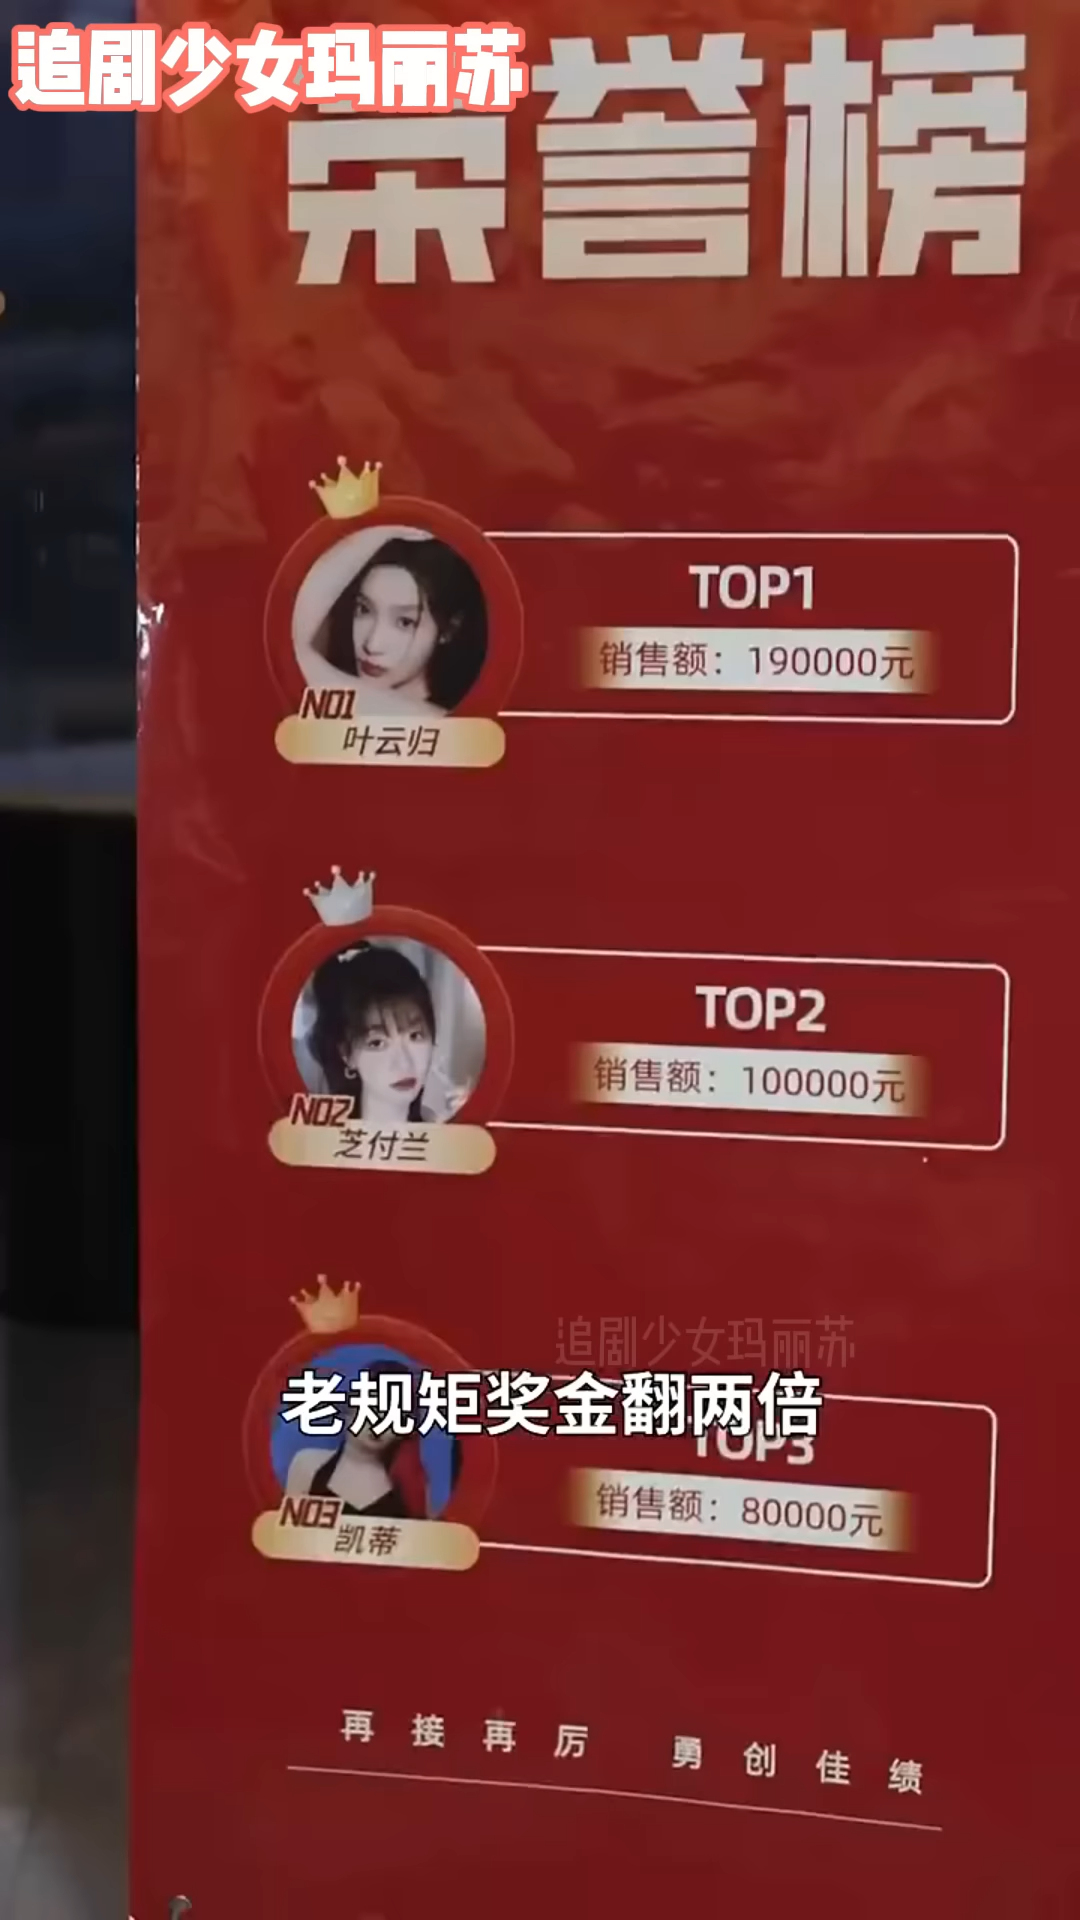 追剧少女玛丽苏
荣誉榜
TOP1
销售额：190000元
NO1
叶云归
TOP2
销售额：100000元
NO2
芝付兰
追剧少女玛丽苏
老规矩奖金翻两倍
TOP3
销售额：80000元
NO3
凯蒂
再接再厉 勇创佳绩